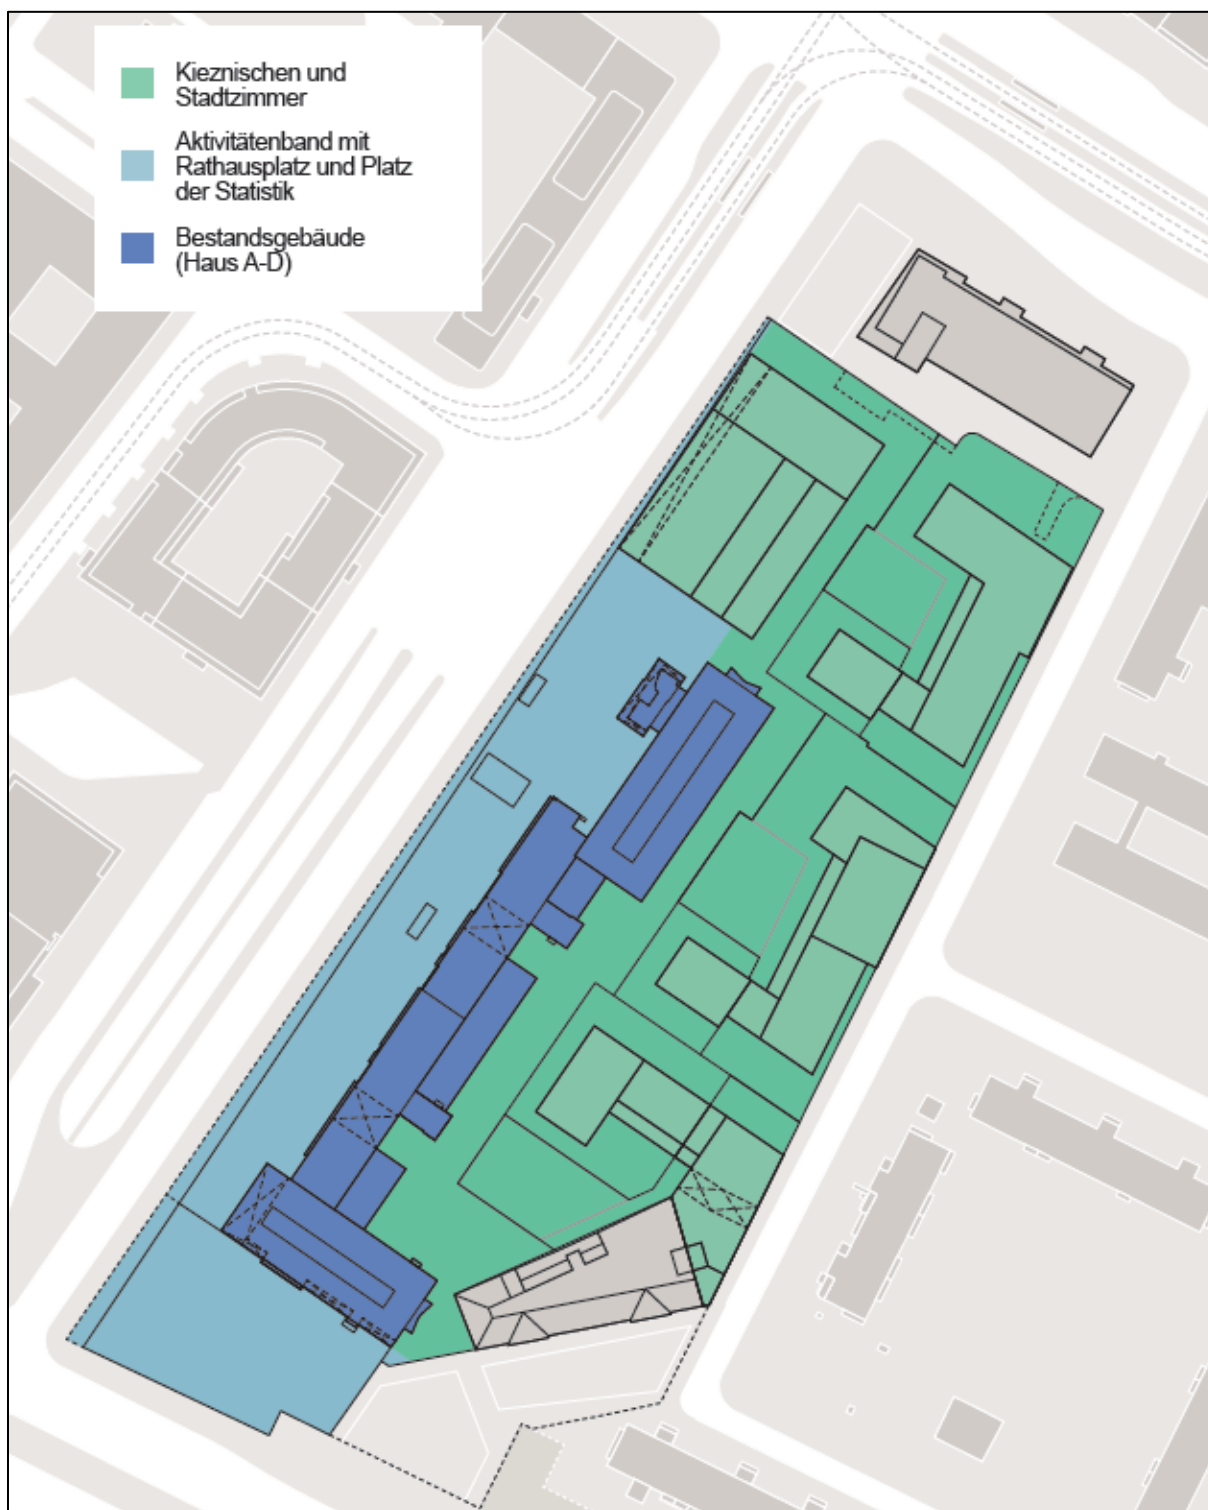 Kieznischen und
Stadtzimmer
Aktivitätenband mit
Rathausplatz und Platz
der Statistik
Bestandsgebäude
(Haus A-D)